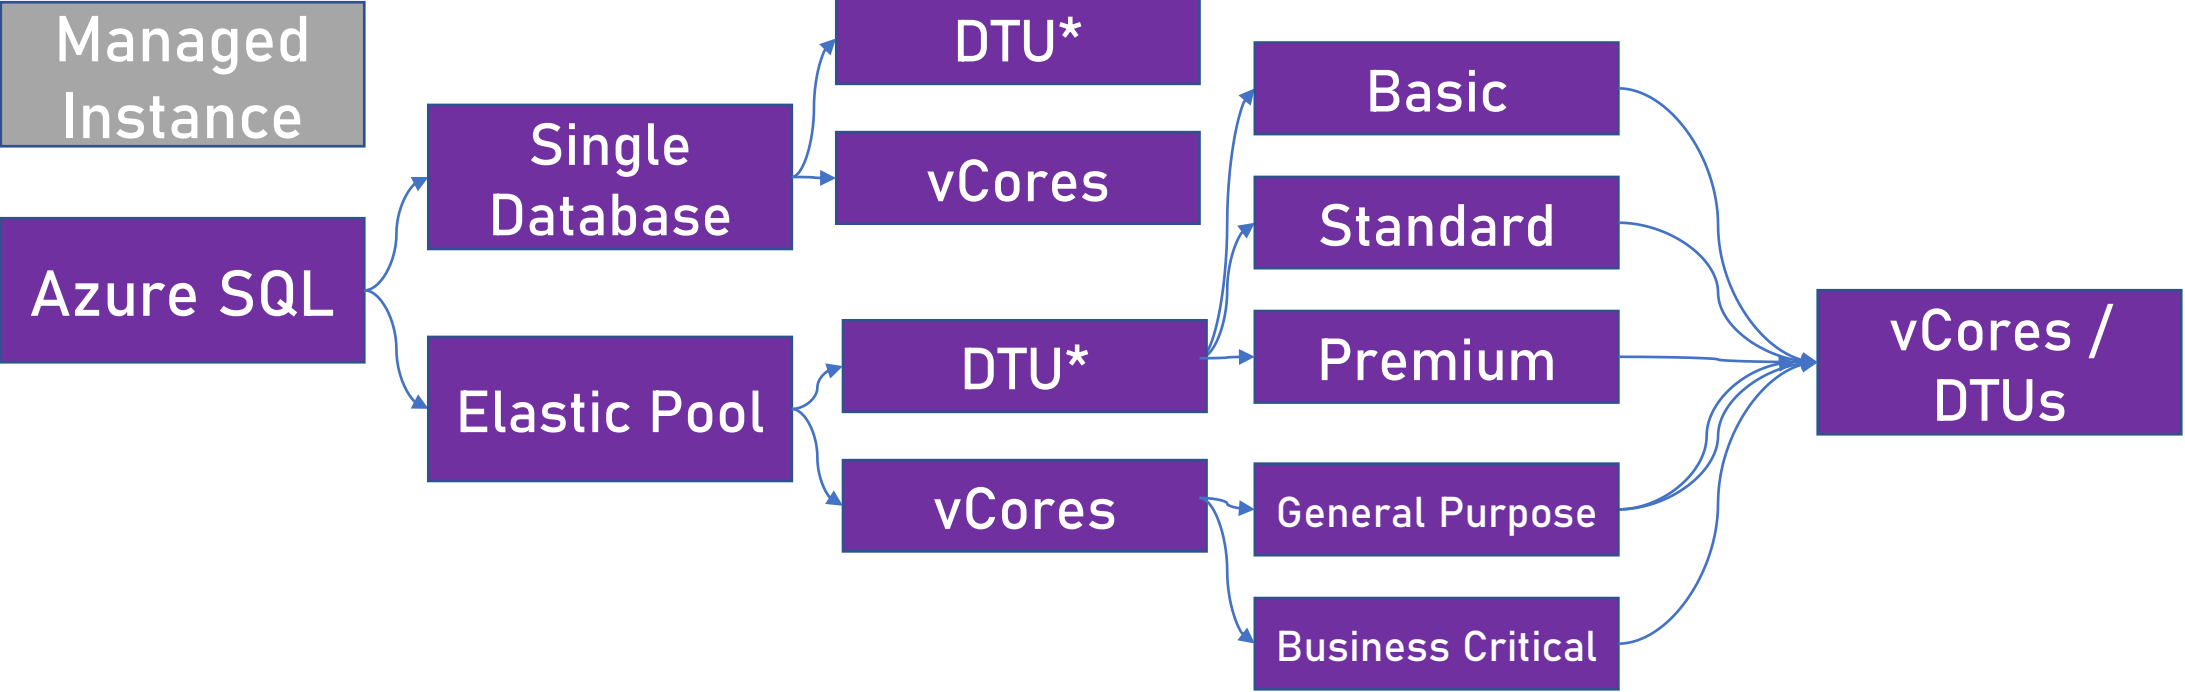 Managed
Instance
Azure SQL
Single
Database
Elastic Pool
DTU*
vCores
DTU*
vCores
Basic
Standard
Premium
General Purpose
Business Critical
vCores /
DTUs